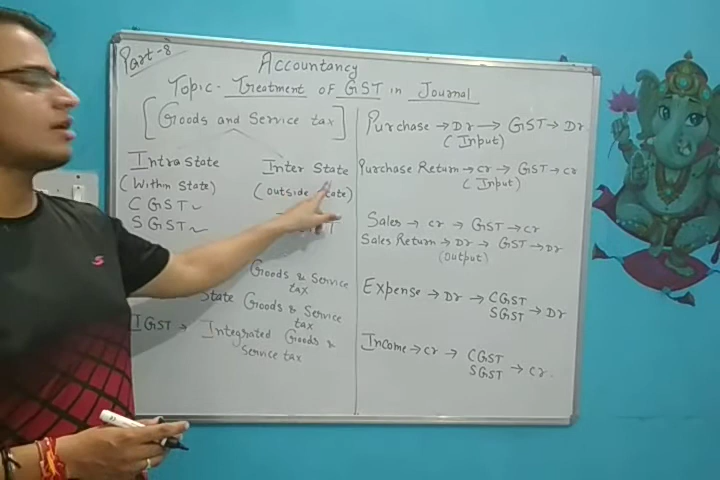 Part-8
Accountancy
Topic- Treatment of GST in Journal
[Goods and Service tax]
Intra State
(Within State)
CGST ✓
SGST ✓
Inter State
(outside
Goods & Service
tax
State Goods & Service
tax
IGST → Integrated Goods &
Service tax
Purchase → Dr → GST → Dr
(Input)
Purchase Return → cr → GST → cr
(Input)
Sales → cr → GST → cr
Sales Return → Dr → GST → Dr
(output)
Expense → Dr → CGST
SGST → Dr
Income → cr → CGST
SGST → cr.